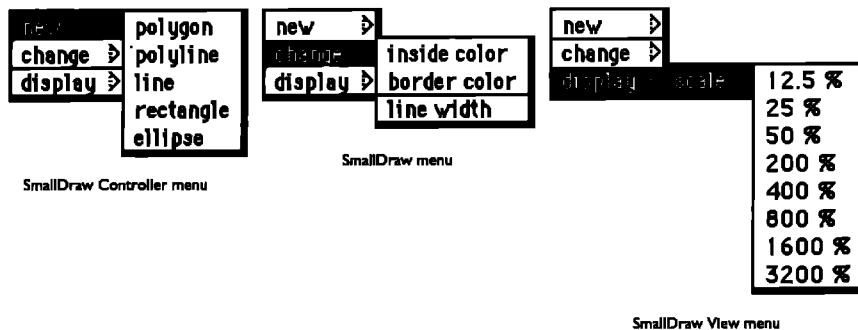 new
change
display
polygon
polyline
line
rectangle
ellipse
SmallDraw Controller menu
new
change
display
inside color
border color
line width
SmallDraw menu
new
change
display
scale
12.5 %
25 %
50 %
200 %
400 %
800 %
1600 %
3200 %
SmallDraw View menu